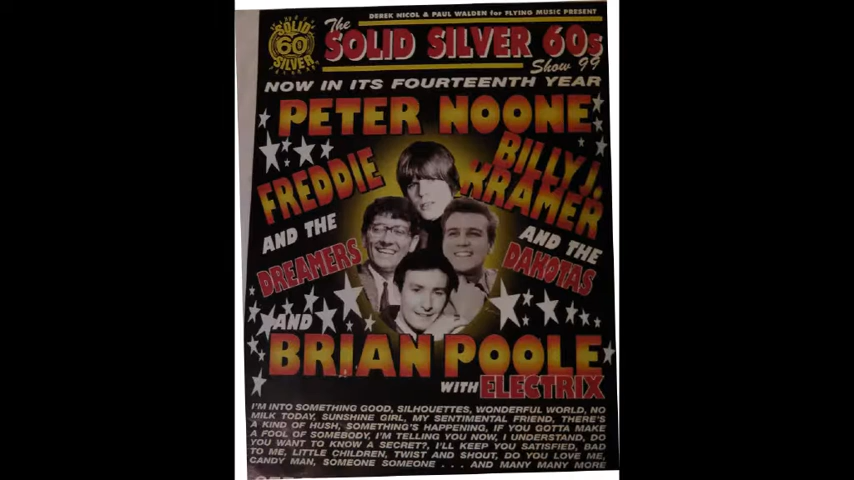 DEREK NICOL & PAUL WALDEN for FLYING MUSIC PRESENT
SOLID 60 SILVER
The SOLID SILVER 60s
Show 99
NOW IN ITS FOURTEENTH YEAR
PETER NOONE
FREDDIE
AND THE
DREAMERS
BILLY J.
KRAMER
AND THE
DAKOTAS
AND
BRIAN POOLE
WITH ELECTRIX
I'M INTO SOMETHING GOOD, SILHOUETTES, WONDERFUL WORLD, NO
MILK TODAY, SUNSHINE GIRL, MY SENTIMENTAL FRIEND, THERE'S
A KIND OF HUSH, SOMETHING'S HAPPENING, IF YOU GOTTA MAKE
A FOOL OF SOMEBODY, I'M TELLING YOU NOW, I UNDERSTAND, DO
YOU WANT TO KNOW A SECRET?, I'LL KEEP YOU SATISFIED, BAD
TO ME, LITTLE CHILDREN, TWIST AND SHOUT, DO YOU LOVE ME,
CANDY MAN, SOMEONE SOMEONE . . . AND MANY MANY MORE